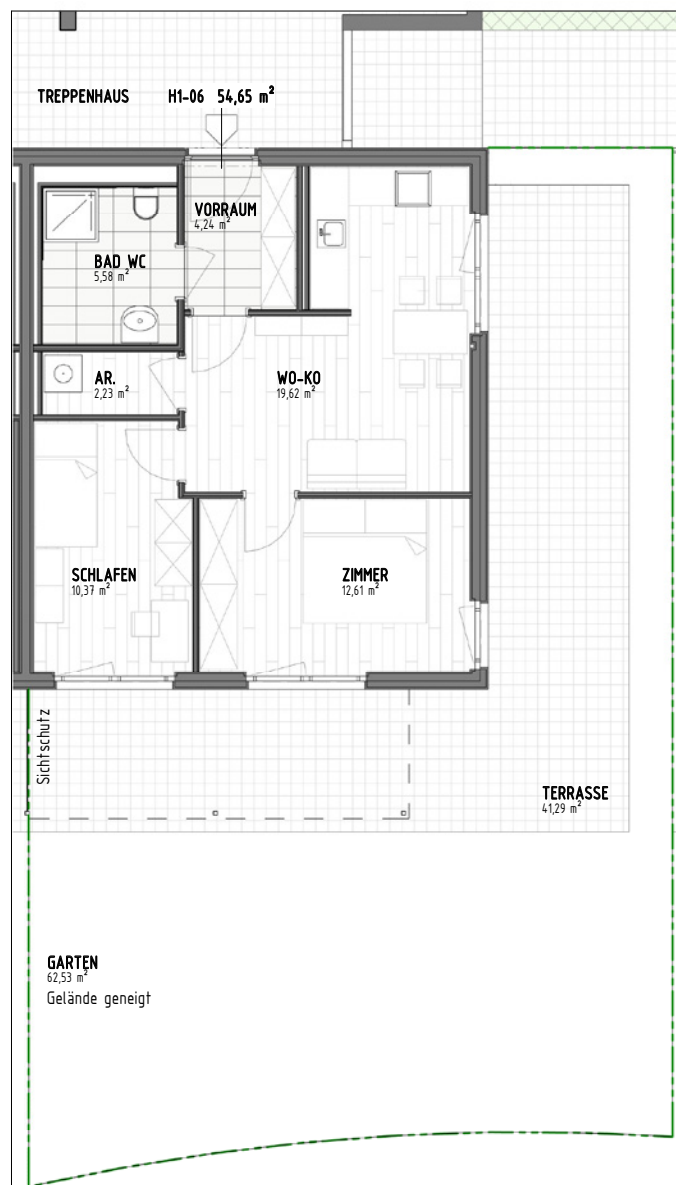 TREPPENHAUS H1-06 54,65 m²
VORRAUM
4,24 m²
BAD WC
5,58 m²
AR.
2,23 m²
WO-KO
19,62 m²
SCHLAFEN
10,37 m²
ZIMMER
12,61 m²
Sichtschutz
TERRASSE
41,29 m²
GARTEN
62,53 m²
Gelände geneigt